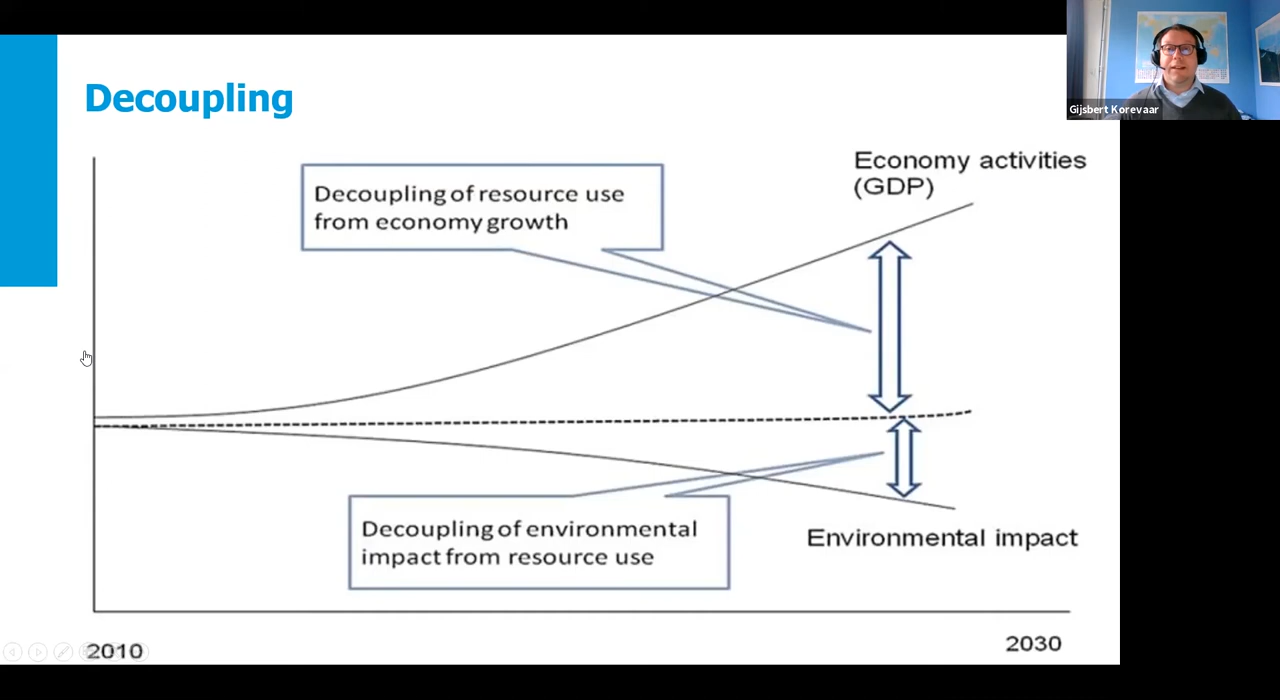 Decoupling
Gijsbert Korevaar
Decoupling of resource use
from economy growth
Economy activities
(GDP)
Decoupling of environmental
impact from resource use
Environmental impact
2010
2030